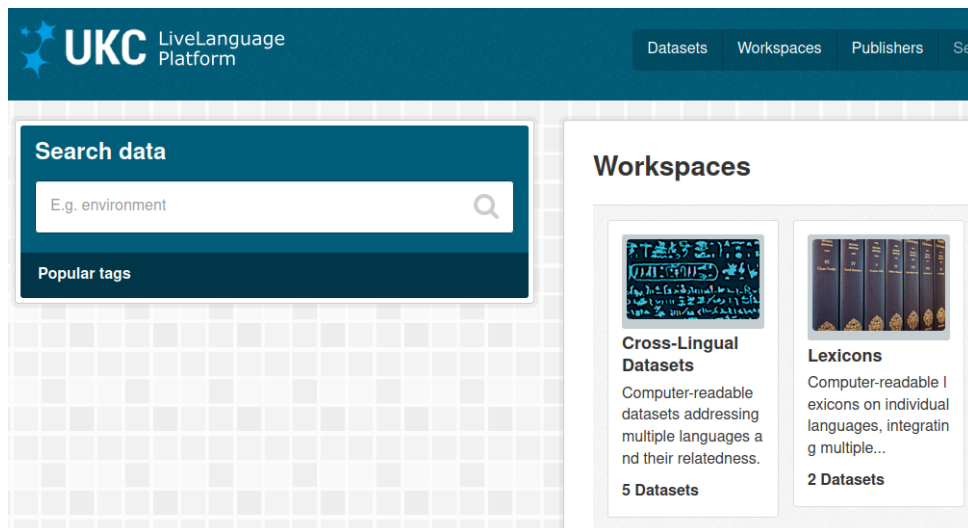 UKC LiveLanguage
Platform
Datasets Workspaces Publishers Se
Search data
E.g. environment
Popular tags
Workspaces
Cross-Lingual
Datasets
Computer-readable
datasets addressing
multiple languages a
nd their relatedness.
5 Datasets
Lexicons
Computer-readable l
exicons on individual
languages, integratin
g multiple...
2 Datasets